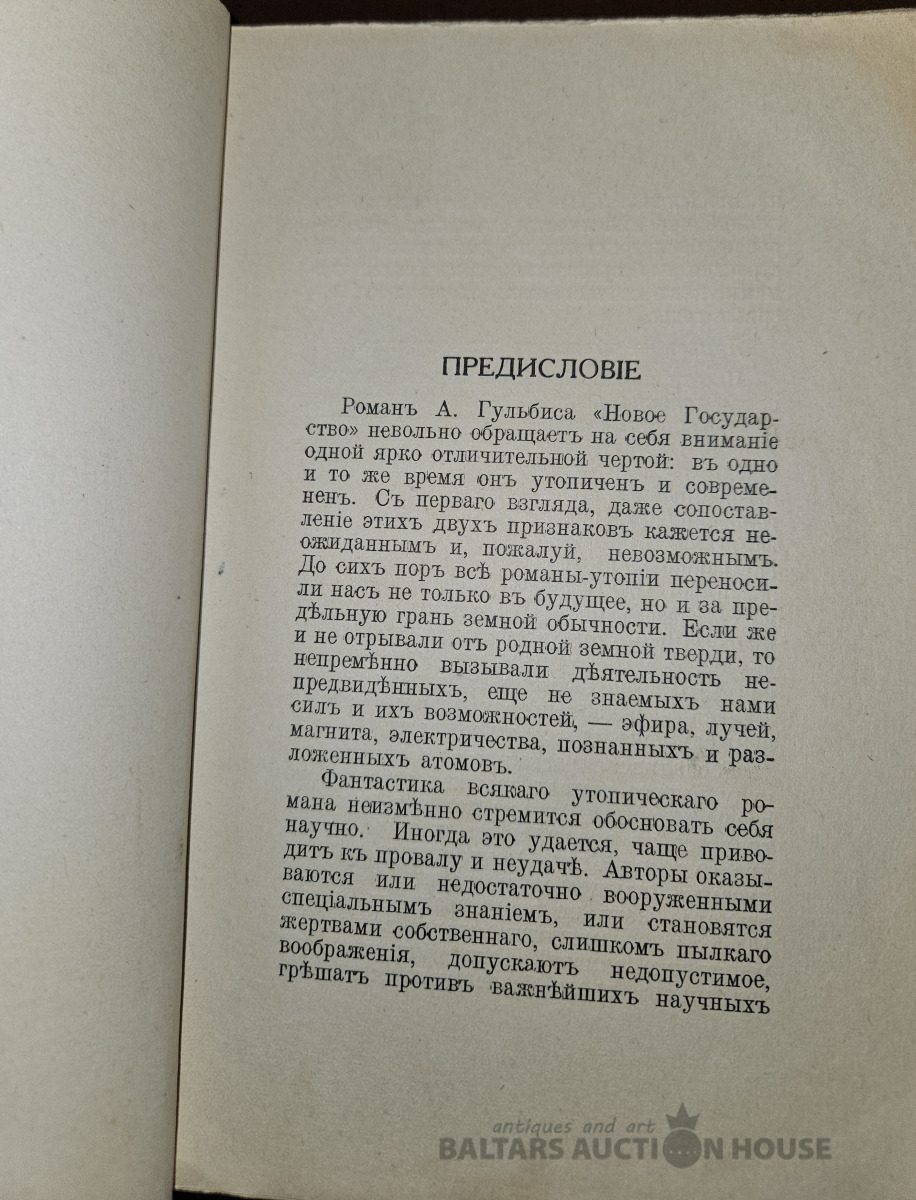 ПРЕДИСЛОВІЕ
Романъ А. Гульбиса «Новое Государ-
ство» невольно обращаетъ на себя вниманіе
одной ярко отличительной чертой: въ одно
и то же время онъ утопиченъ и совреме-
ненъ. Съ перваго взгляда, даже сопостав-
леніе этихъ двухъ признаковъ кажется не-
ожиданнымъ и, пожалуй, невозможнымъ.
До сихъ поръ всѣ романы-утопіи переноси-
ли насъ не только въ будущее, но и за пре-
дѣльную грань земной обычности. Если же
и не отрывали отъ родной земной тверди, то
непремѣнно вызывали дѣятельность не-
предвидѣнныхъ, еще не знаемыхъ нами
силъ и ихъ возможностей, — эфира, лучей,
магнита, электричества, познанныхъ и раз-
ложенныхъ атомовъ.
Фантастика всякаго утопическаго ро-
мана неизмѣнно стремится обосновать себя
научно. Иногда это удается, чаще приво-
дитъ къ провалу и неудачѣ. Авторы оказы-
ваются или недостаточно вооруженными
спеціальнымъ знаніемъ, или становятся
жертвами собственнаго, слишкомъ пылкаго
воображенія, допускаютъ недопустимое,
грѣшатъ противъ важнѣйшихъ научныхъ
antiques and art
BALTARS AUCTION HOUSE